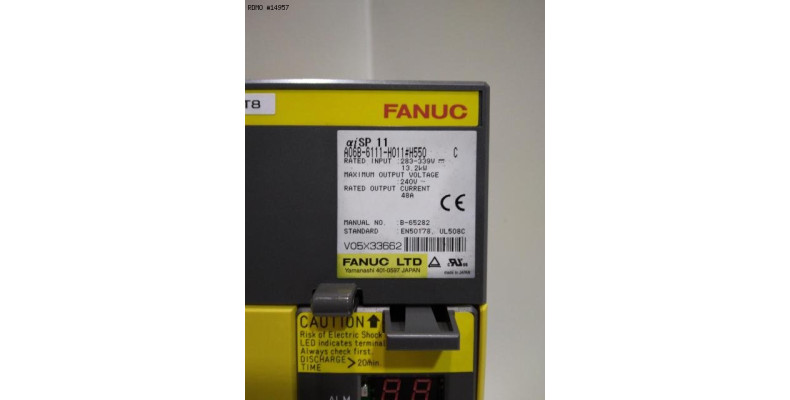 RDMO #14957
T8
FANUC
αiSP 11
A06B-6111-H011#H550 C
RATED INPUT :283-339V
13.2kW
MAXIMUM OUTPUT VOLTAGE
:240V~
RATED OUTPUT CURRENT
48A
CE
MANUAL NO. :B-65282
STANDARD :EN50178, UL508C
V05X33662
FANUC LTD
Yamanashi 401-0597 JAPAN
MADE IN JAPAN
CAUTION
Risk of Electric Shock
LED indicates terminal
Always check first.
DISCHARGE
TIME >20min
ALM